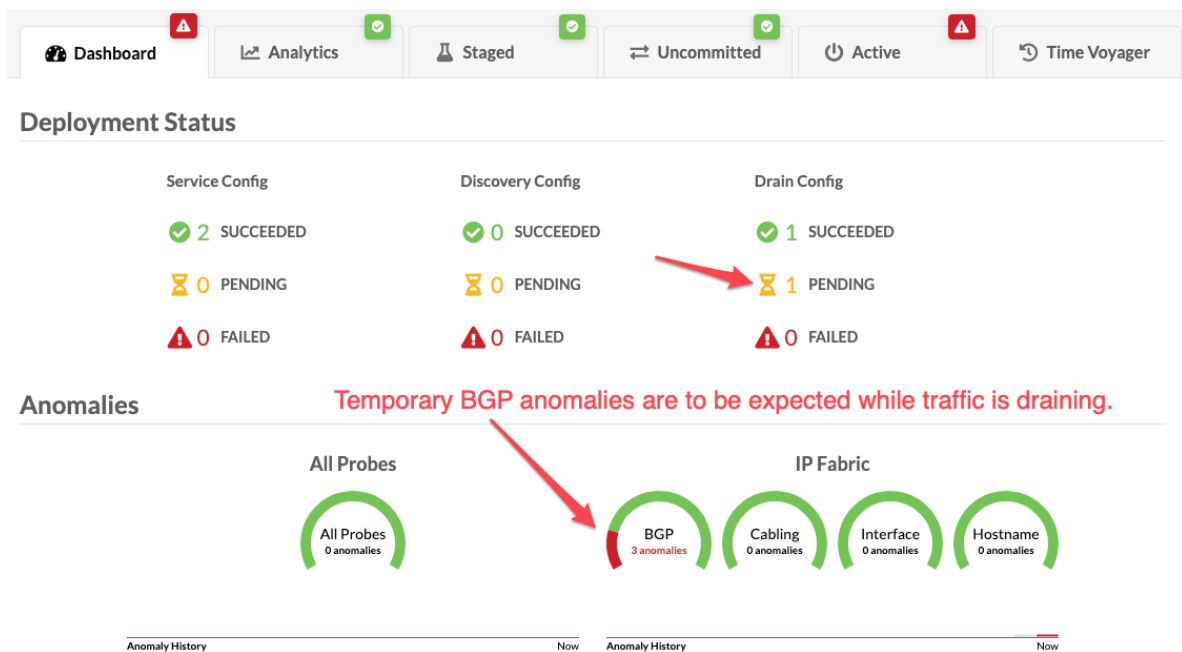 Dashboard Analytics Staged Uncommitted Active Time Voyager
Deployment Status
Service Config Discovery Config Drain Config
2 SUCCEEDED 0 SUCCEEDED 1 SUCCEEDED
0 PENDING 0 PENDING 1 PENDING
0 FAILED 0 FAILED 0 FAILED
Anomalies
Temporary BGP anomalies are to be expected while traffic is draining.
All Probes IP Fabric
All Probes BGP Cabling Interface Hostname
0 anomalies 3 anomalies 0 anomalies 0 anomalies 0 anomalies
Anomaly History Now Anomaly History Now